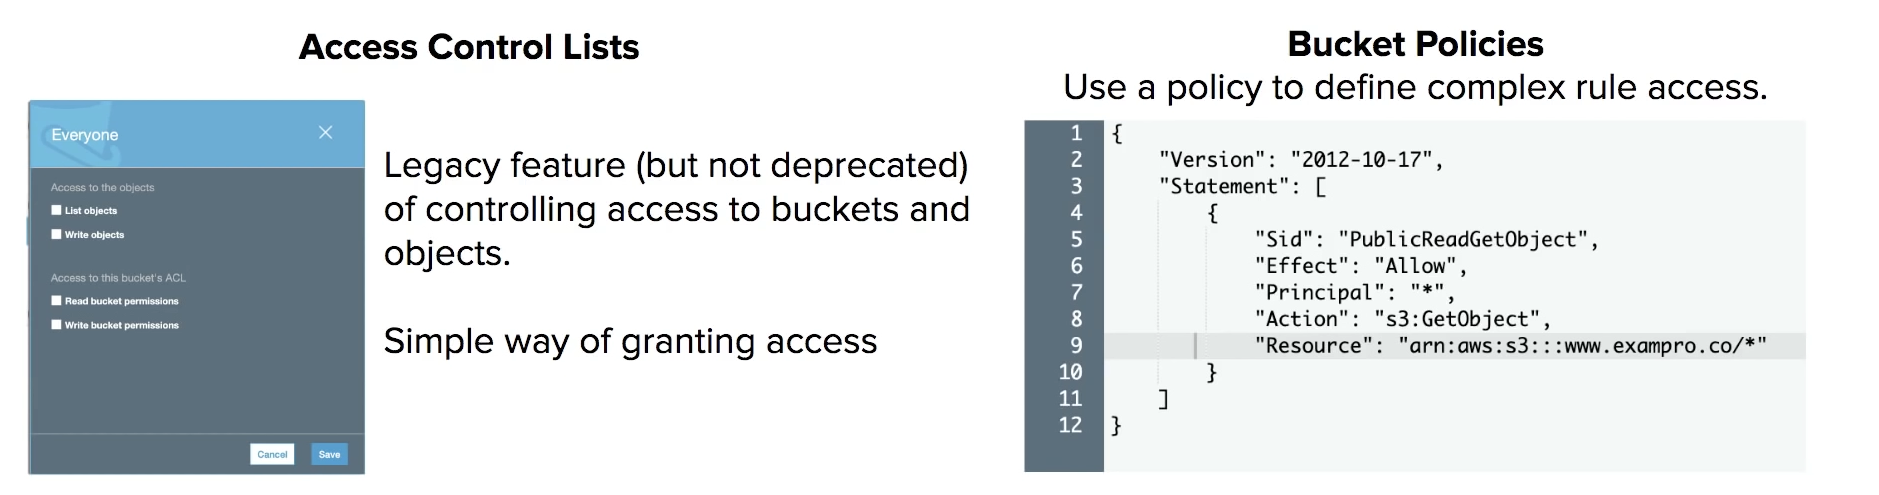 Access Control Lists
Everyone
Access to the objects
List objects
Write objects
Access to this bucket's ACL
Read bucket permissions
Write bucket permissions
Cancel Save
Legacy feature (but not deprecated)
of controlling access to buckets and
objects.
Simple way of granting access
Bucket Policies
Use a policy to define complex rule access.
1 {
2 "Version": "2012-10-17",
3 "Statement": [
4 {
5 "Sid": "PublicReadGetObject",
6 "Effect": "Allow",
7 "Principal": "*",
8 "Action": "s3:GetObject",
9 "Resource": "arn:aws:s3:::www.exampro.co/*"
10 }
11 ]
12 }